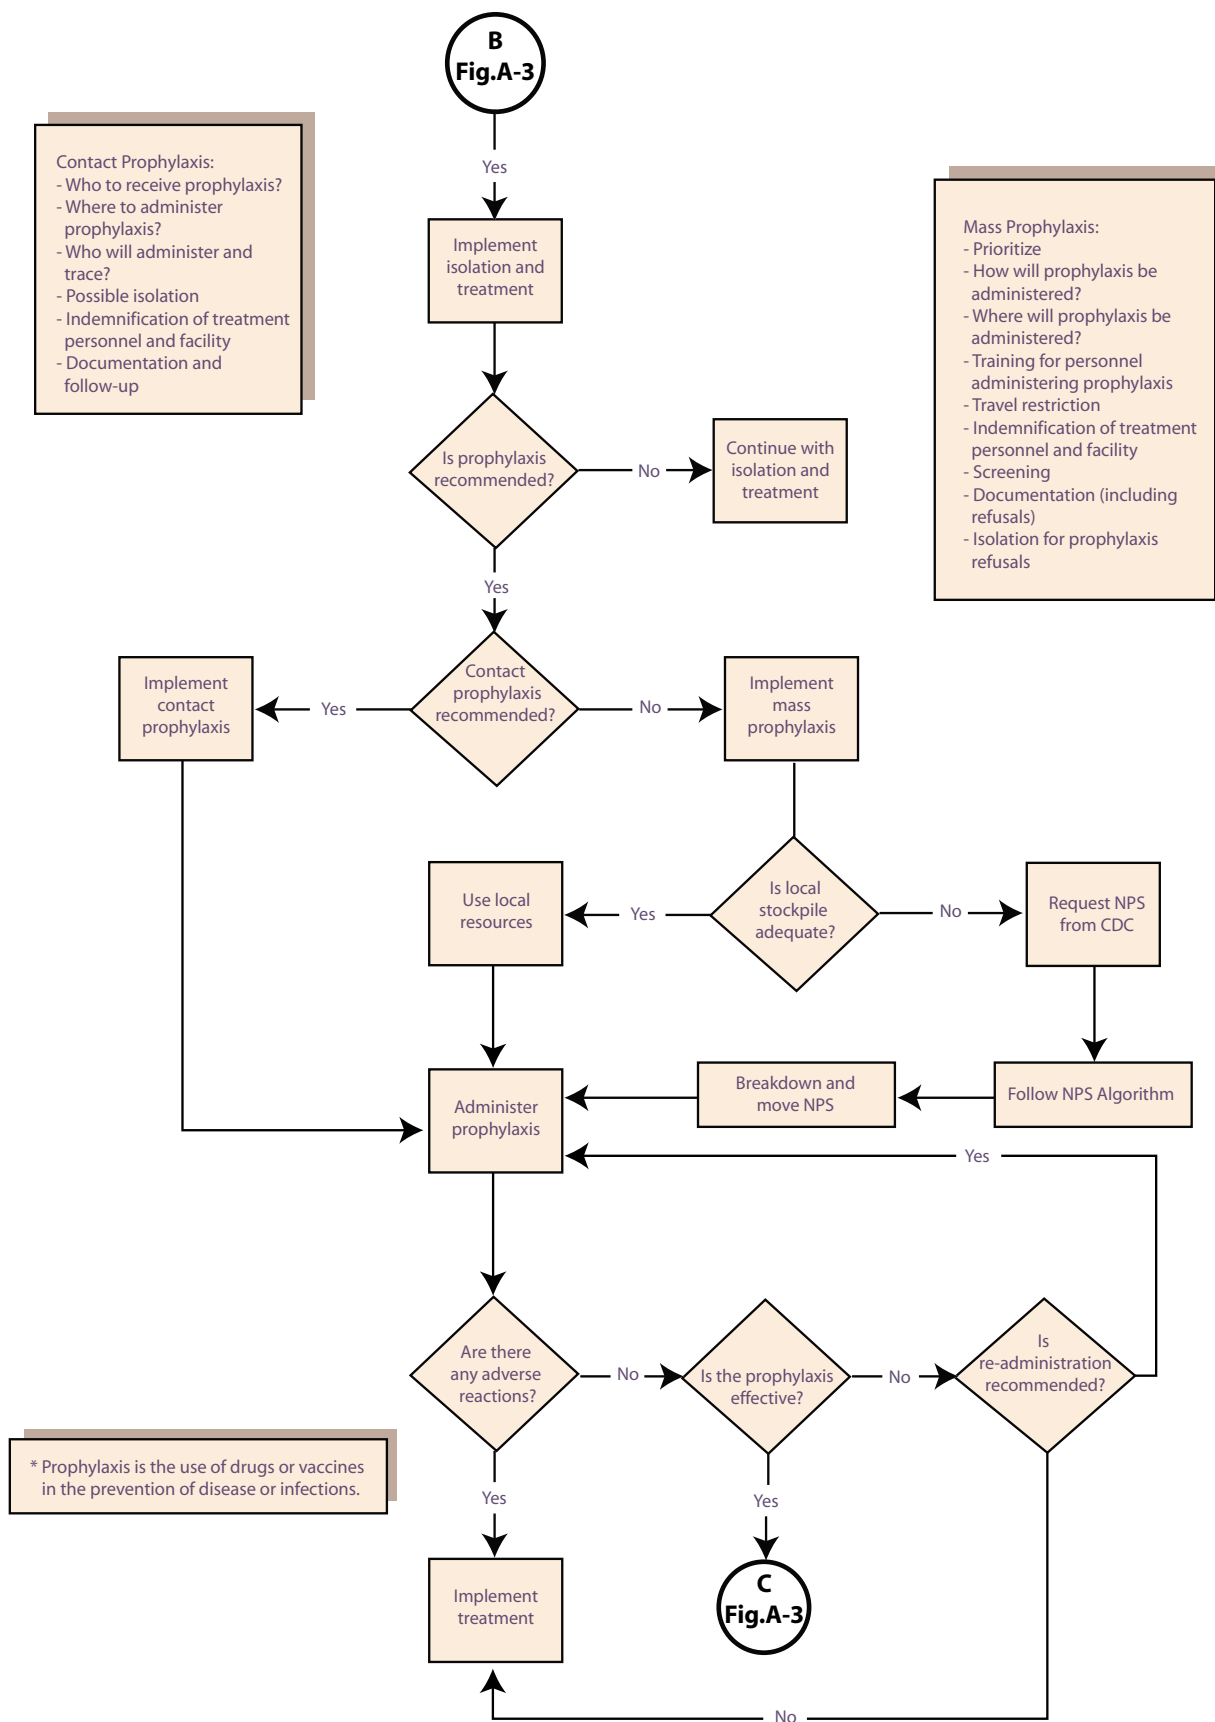 B
Fig.A-3
Yes
Contact Prophylaxis:
- Who to receive prophylaxis?
- Where to administer
prophylaxis?
- Who will administer and
trace?
- Possible isolation
- Indemnification of treatment
personnel and facility
- Documentation and
follow-up
Mass Prophylaxis:
- Prioritize
- How will prophylaxis be
administered?
- Where will prophylaxis be
administered?
- Training for personnel
administering prophylaxis
- Travel restriction
- Indemnification of treatment
personnel and facility
- Screening
- Documentation (including
refusals)
- Isolation for prophylaxis
refusals
Implement
isolation and
treatment
Is prophylaxis
recommended?
No
Continue with
isolation and
treatment
Yes
Implement
contact
prophylaxis
Yes
Contact
prophylaxis
recommended?
No
Implement
mass
prophylaxis
Use local
resources
Yes
Is local
stockpile
adequate?
No
Request NPS
from CDC
Administer
prophylaxis
Breakdown and
move NPS
Follow NPS Algorithm
Yes
Are there
any adverse
reactions?
No
Is the prophylaxis
effective?
No
Is
re-administration
recommended?
* Prophylaxis is the use of drugs or vaccines
in the prevention of disease or infections.
Yes
Yes
Implement
treatment
C
Fig.A-3
No